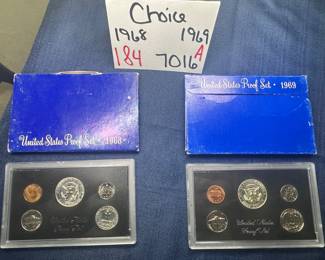 Choice
1968 1969
184 7016 A
United States Proof Set · 1968
United States Proof Set · 1969
United States
Proof Set
United States
Proof Set